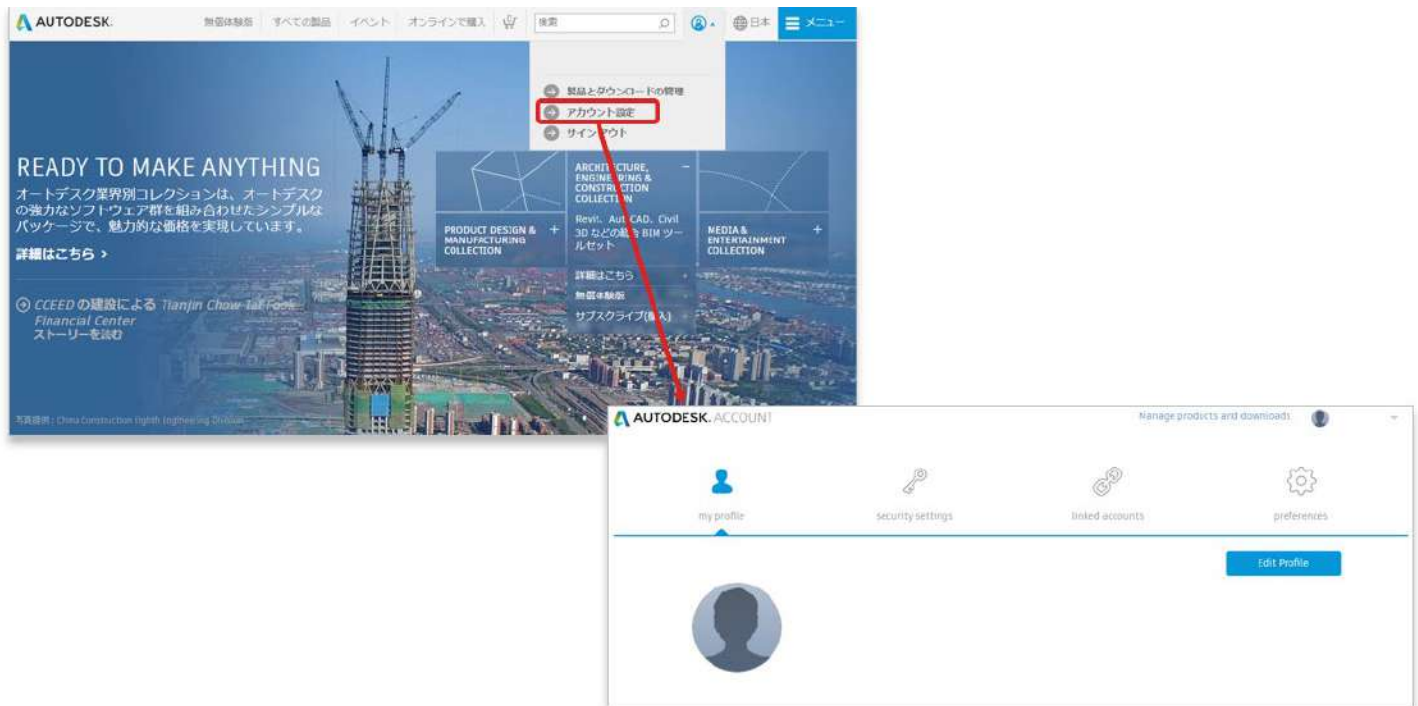 AUTODESK.
無償体験版
すべての製品
イベント
オンラインで購入
検索
日本
メニュー
製品とダウンロードの管理
アカウント設定
サインアウト
READY TO MAKE ANYTHING
オートデスク業界別コレクションは、オートデスク
の強力なソフトウェア群を組み合わせたシンプルな
パッケージで、魅力的な価格を実現しています。
詳細はこちら >
CCEED の建設による Tianjin Chow Tai Fook
Financial Center
ストーリーを読む
写真提供 : China Construction Eighth Engineering Division
PRODUCT DESIGN & +
MANUFACTURING
COLLECTION
ARCHITECTURE, −
ENGINEERING &
CONSTRUCTION
COLLECTION
Revit、AutoCAD、Civil
3D などの統合 BIM ツー
ルセット
詳細はこちら
無償体験版
サブスクライブ(購入)
MEDIA & +
ENTERTAINMENT
COLLECTION
AUTODESK. ACCOUNT
Manage products and downloads
my profile
security settings
linked accounts
preferences
Edit Profile